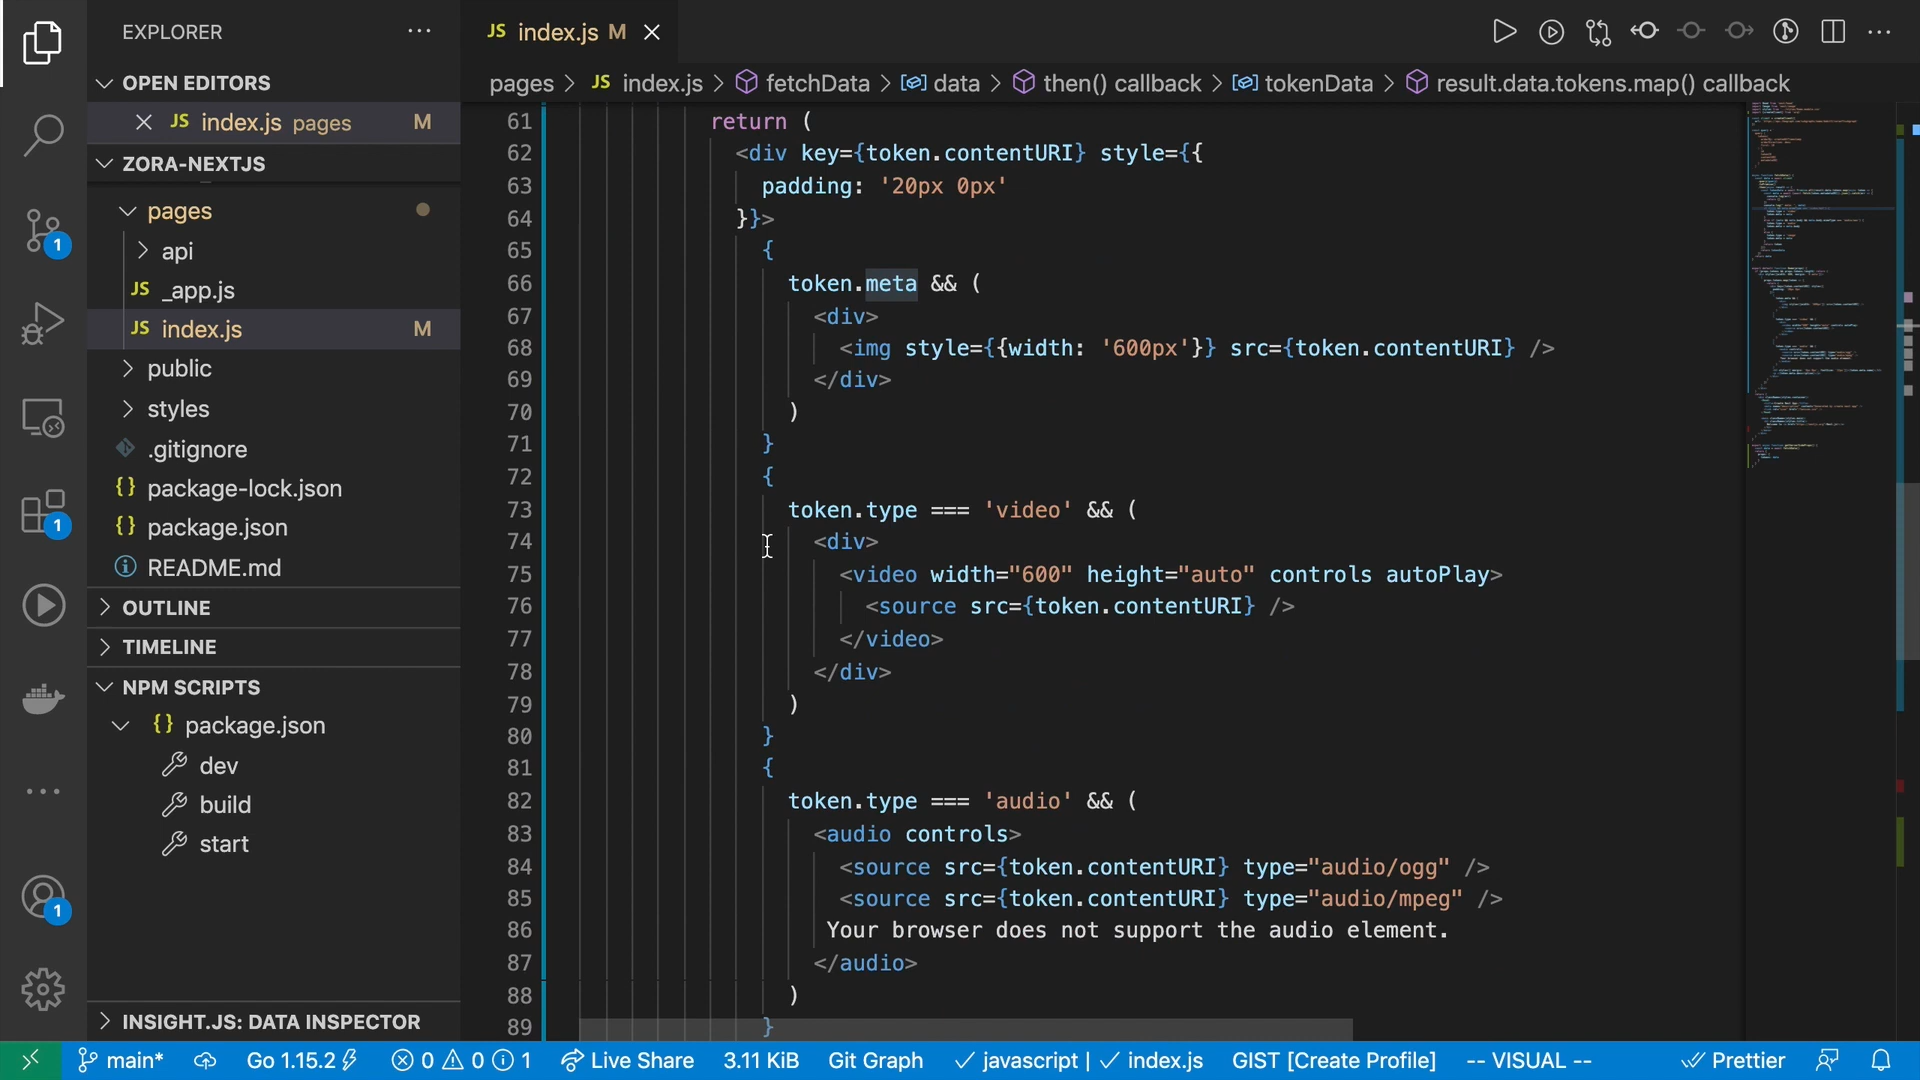 EXPLORER
OPEN EDITORS
JS index.js pages M
ZORA-NEXTJS
pages
api
JS _app.js
JS index.js M
public
styles
.gitignore
{} package-lock.json
{} package.json
README.md
OUTLINE
TIMELINE
NPM SCRIPTS
{} package.json
dev
build
start
INSIGHT.JS: DATA INSPECTOR
1
1
1
JS index.js M
pages > JS index.js > fetchData > data > then() callback > tokenData > result.data.tokens.map() callback
61 return (
62 <div key={token.contentURI} style={{
63 padding: '20px 0px'
64 }}>
65 {
66 token.meta && (
67 <div>
68 <img style={{width: '600px'}} src={token.contentURI} />
69 </div>
70 )
71 }
72 {
73 token.type === 'video' && (
74 <div>
75 <video width="600" height="auto" controls autoPlay>
76 <source src={token.contentURI} />
77 </video>
78 </div>
79 )
80 }
81 {
82 token.type === 'audio' && (
83 <audio controls>
84 <source src={token.contentURI} type="audio/ogg" />
85 <source src={token.contentURI} type="audio/mpeg" />
86 Your browser does not support the audio element.
87 </audio>
88 )
89 }
main* Go 1.15.2 0 0 1 Live Share 3.11 KiB Git Graph javascript | index.js GIST [Create Profile] -- VISUAL -- Prettier